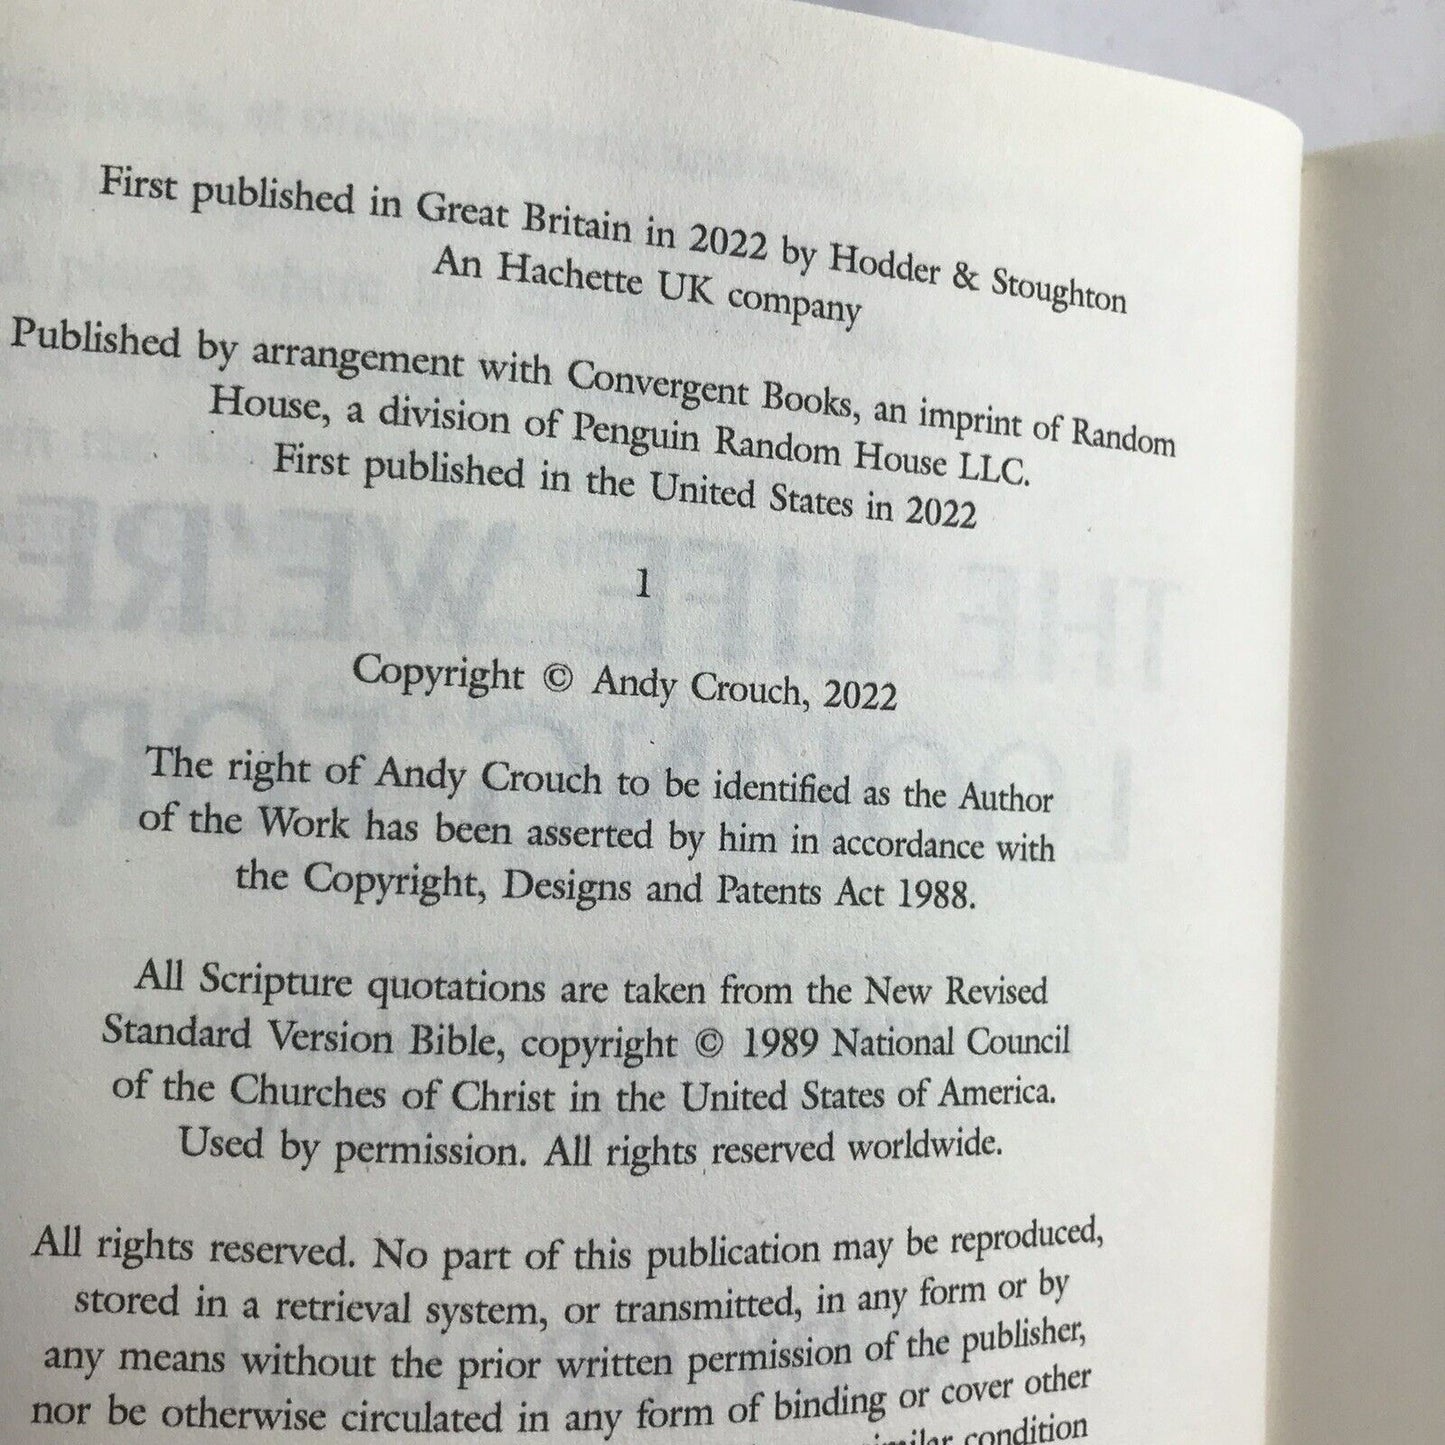 First published in Great Britain in 2022 by Hodder & Stoughton
An Hachette UK company
Published by arrangement with Convergent Books, an imprint of Random
House, a division of Penguin Random House LLC.
First published in the United States in 2022
1
Copyright © Andy Crouch, 2022
The right of Andy Crouch to be identified as the Author
of the Work has been asserted by him in accordance with
the Copyright, Designs and Patents Act 1988.
All Scripture quotations are taken from the New Revised
Standard Version Bible, copyright © 1989 National Council
of the Churches of Christ in the United States of America.
Used by permission. All rights reserved worldwide.
All rights reserved. No part of this publication may be reproduced,
stored in a retrieval system, or transmitted, in any form or by
any means without the prior written permission of the publisher,
nor be otherwise circulated in any form of binding or cover other
condition